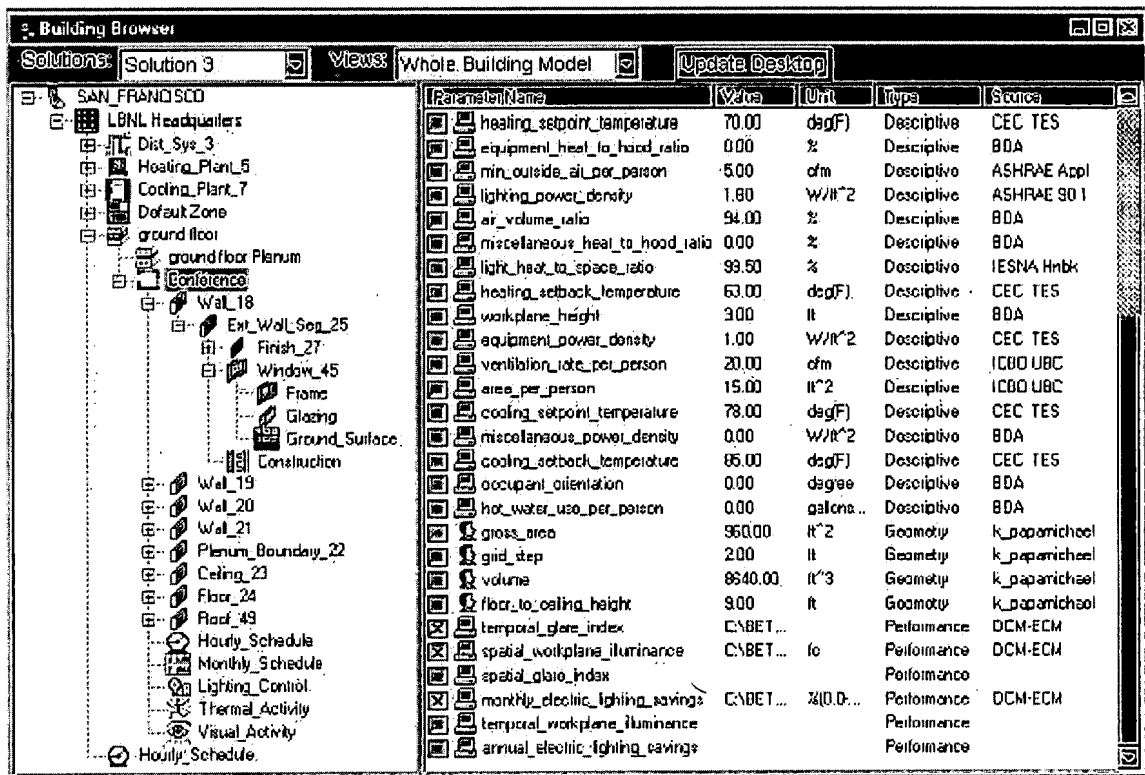 Building Browser
Solutions: Solution 3 Views: Whole Building Model Update Desktop
SAN_FRANCISCO
LBNL Headquarters
Dist_Sys_3
Heating_Plant_5
Cooling_Plant_7
Default Zone
ground floor
ground floor Plenum
Conference
Wall_18
Ext_Wall_Seg_25
Finish_27
Window_45
Frame
Glazing
Ground_Surface
Construction
Wall_19
Wall_20
Wall_21
Plenum_Boundary_22
Ceiling_23
Floor_24
Roof_49
Hourly_Schedule
Monthly_Schedule
Lighting_Control
Thermal_Activity
Visual_Activity
Hourly_Schedule
Parameter Name Value Unit Type Source
heating_setpoint_temperature 70.00 deg(F) Descriptive CEC TES
equipment_heat_to_hood_ratio 0.00 % Descriptive BDA
min_outside_air_per_person 5.00 cfm Descriptive ASHRAE Appl
lighting_power_density 1.60 W/ft^2 Descriptive ASHRAE 90.1
air_volume_ratio 94.00 % Descriptive BDA
miscellaneous_heat_to_hood_ratio 0.00 % Descriptive BDA
light_heat_to_space_ratio 99.50 % Descriptive IESNA Hnbk
heating_setback_temperature 63.00 deg(F) Descriptive CEC TES
workplane_height 3.00 ft Descriptive BDA
equipment_power_density 1.00 W/ft^2 Descriptive CEC TES
ventilation_rate_per_person 20.00 cfm Descriptive ICBO UBC
area_per_person 15.00 ft^2 Descriptive ICBO UBC
cooling_setpoint_temperature 78.00 deg(F) Descriptive CEC TES
miscellaneous_power_density 0.00 W/ft^2 Descriptive BDA
cooling_setback_temperature 85.00 deg(F) Descriptive CEC TES
occupant_orientation 0.00 degree Descriptive BDA
hot_water_use_per_person 0.00 gallons... Descriptive BDA
gross_area 960.00 ft^2 Geometry k_papamichael
grid_step 2.00 ft Geometry k_papamichael
volume 8640.00 ft^3 Geometry k_papamichael
floor_to_ceiling_height 9.00 ft Geometry k_papamichael
temporal_glare_index C:\BET... Performance DCM-ECM
spatial_workplane_illuminance C:\BET... fc Performance DCM-ECM
spatial_glare_index Performance
monthly_electric_lighting_savings C:\BET... %(0.0-... Performance DCM-ECM
temporal_workplane_illuminance Performance
annual_electric_lighting_savings Performance